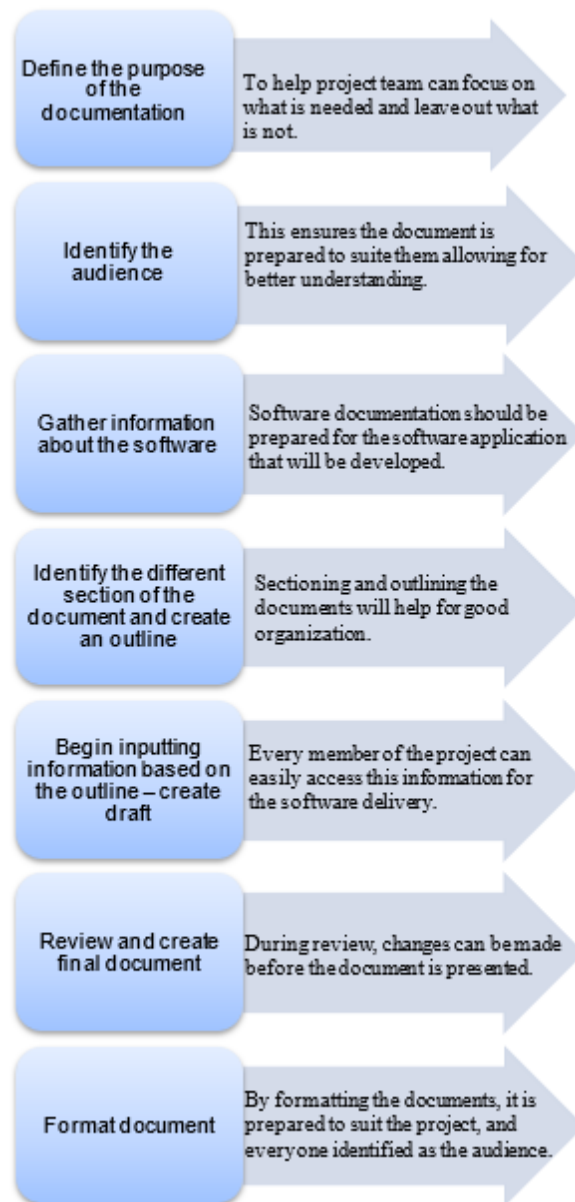 Define the purpose
of the
documentation
To help project team can focus on
what is needed and leave out what
is not.
Identify the
audience
This ensures the document is
prepared to suite them allowing for
better understanding.
Gather information
about the software
Software documentation should be
prepared for the software application
that will be developed.
Identify the different
section of the
document and create
an outline
Sectioning and outlining the
documents will help for good
organization.
Begin inputting
information based on
the outline – create
draft
Every member of the project can
easily access this information for
the software delivery.
Review and create
final document
During review, changes can be made
before the document is presented.
Format document
By formatting the documents, it is
prepared to suit the project, and
everyone identified as the audience.